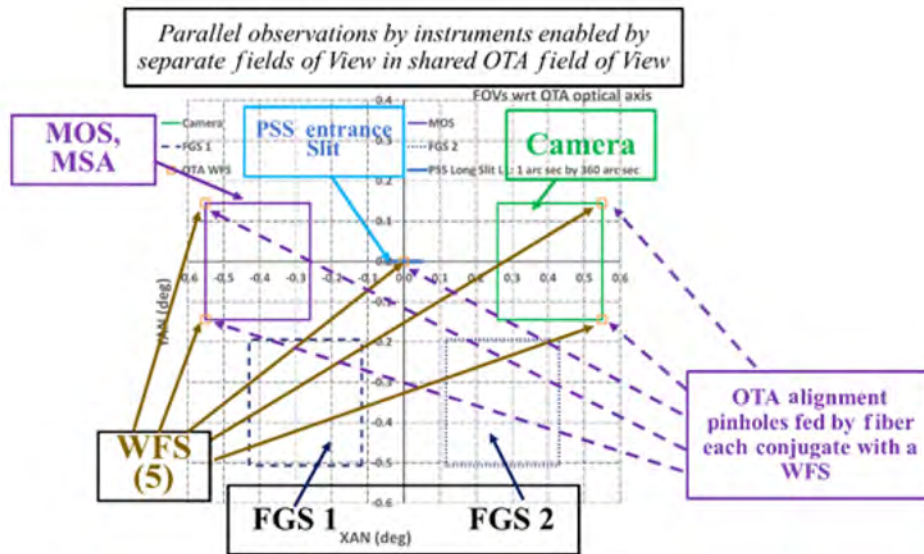 Parallel observations by instruments enabled by
separate fields of View in shared OTA field of View
FOVs wrt OTA optical axis
0.4
Camera
MOS
FGS 1
FGS 2
OTA WFS
PSS Long Slit L.: 1 arc sec by 360 arc sec
MOS,
MSA
PSS entrance
Slit
Camera
0.2
0.1
0.0
-0.6 -0.5 -0.4 -0.3 -0.2 -0.1 0.0 0.1 0.2 0.3 0.4 0.5 0.6
-0.2
-0.3
-0.4
-0.5
-0.6
YAN (deg)
WFS
(5)
OTA alignment
pinholes fed by fiber
each conjugate with a
WFS
FGS 1
FGS 2
XAN (deg)